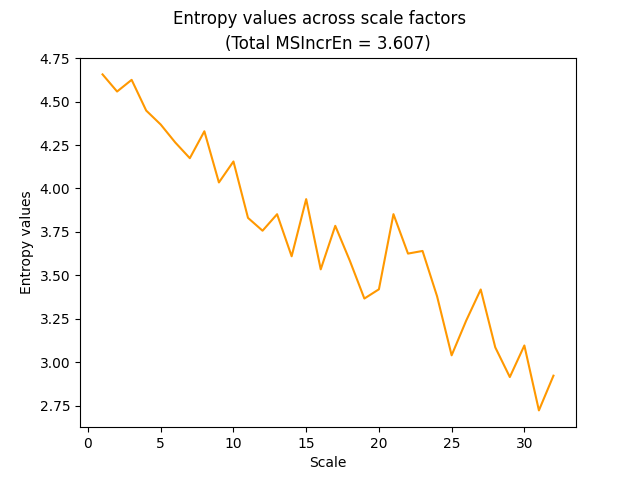 Entropy values across scale factors
(Total MSIncrEn = 3.607)
4.75
4.50
4.25
4.00
3.75
3.50
3.25
3.00
2.75
Entropy values
0 5 10 15 20 25 30
Scale